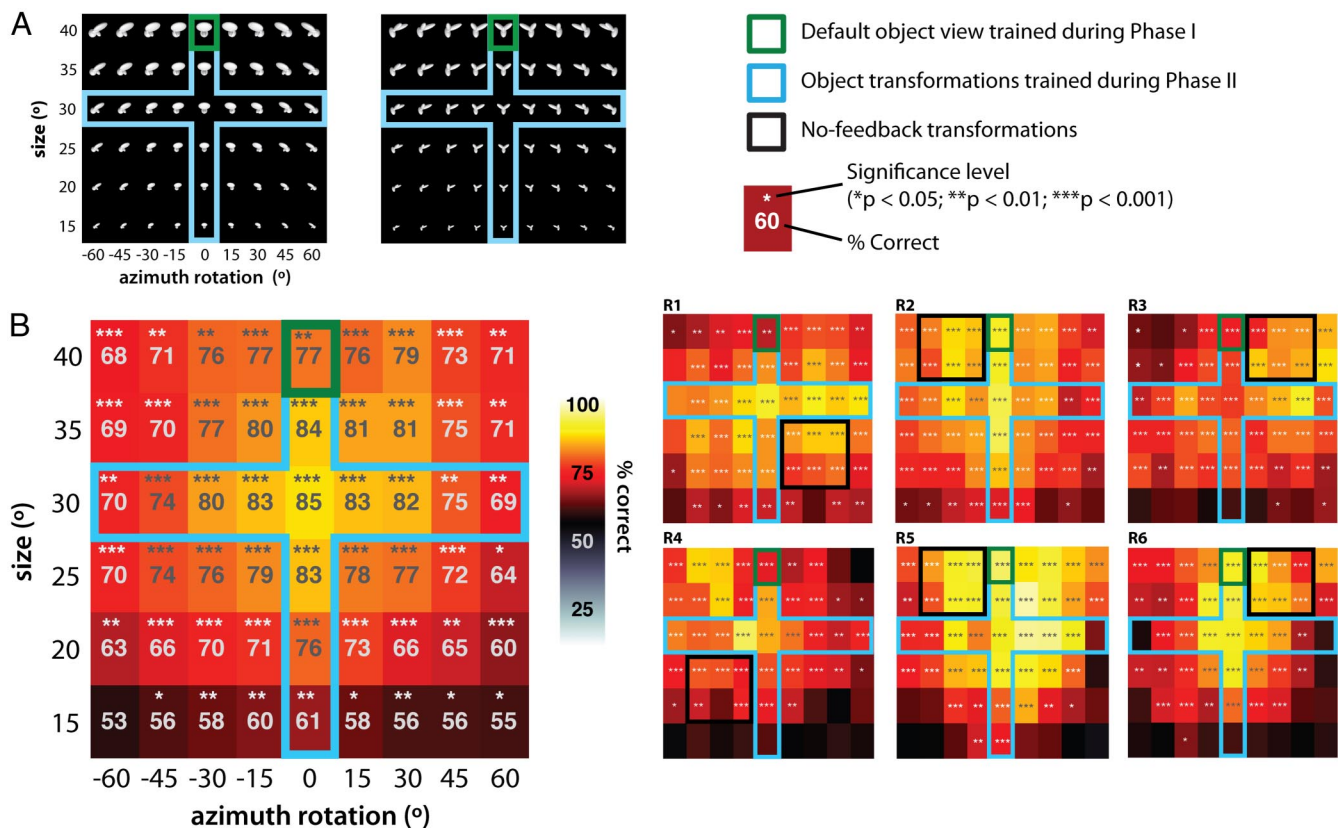 A
40
35
30
25
20
15
size (º)
-60 -45 -30 -15 0 15 30 45 60
azimuth rotation (º)
Default object view trained during Phase I
Object transformations trained during Phase II
No-feedback transformations
*
60
Significance level
(*p < 0.05; **p < 0.01; ***p < 0.001)
% Correct
B
size (º)
*** ** ** *** ** *** *** *** **
40 68 71 76 77 77 76 79 73 71
*** *** *** *** *** *** *** ** **
35 69 70 77 80 84 81 81 75 71
** *** *** *** *** *** *** ** **
30 70 74 80 83 85 83 82 75 69
*** *** *** *** *** *** *** *** *
25 70 74 76 79 83 78 77 72 64
** *** *** *** *** *** *** ** ***
20 63 66 70 71 76 73 66 65 60
* ** ** ** * ** * *
15 53 56 58 60 61 58 56 56 55
-60 -45 -30 -15 0 15 30 45 60
azimuth rotation (º)
100
75
50
25
% correct
R1
R2
R3
R4
R5
R6